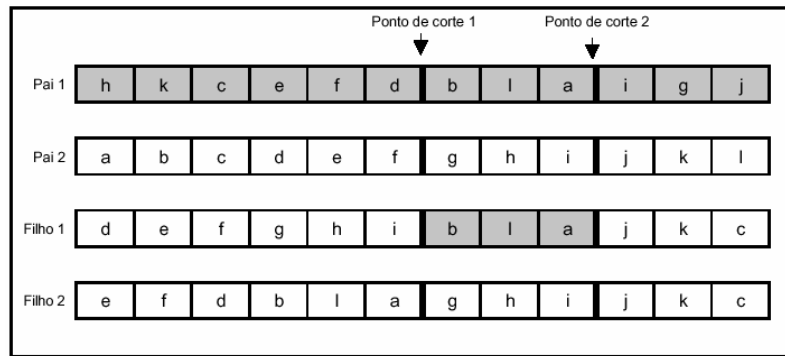 Ponto de corte 1 Ponto de corte 2
Pai 1 h k c e f d b l a i g j
Pai 2 a b c d e f g h i j k l
Filho 1 d e f g h i b l a j k c
Filho 2 e f d b l a g h i j k c